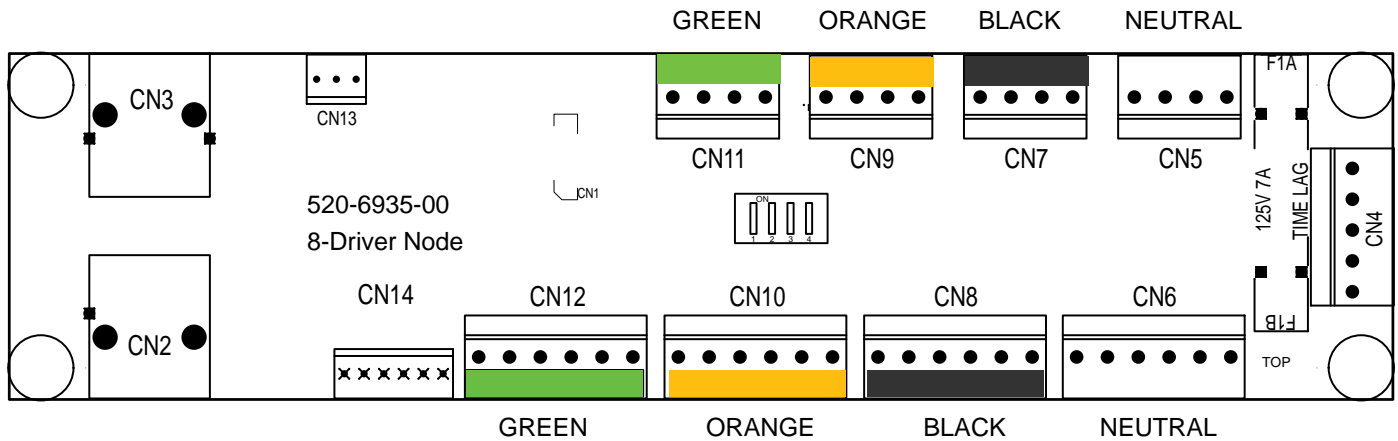 GREEN ORANGE BLACK NEUTRAL
F1A
CN3
CN13
CN11 CN9 CN7 CN5
CN1
520-6935-00
8-Driver Node
ON
1 2 3 4
125V 7A
TIME LAG
CN4
CN14 CN12 CN10 CN8 CN6
F1B
CN2
TOP
GREEN ORANGE BLACK NEUTRAL